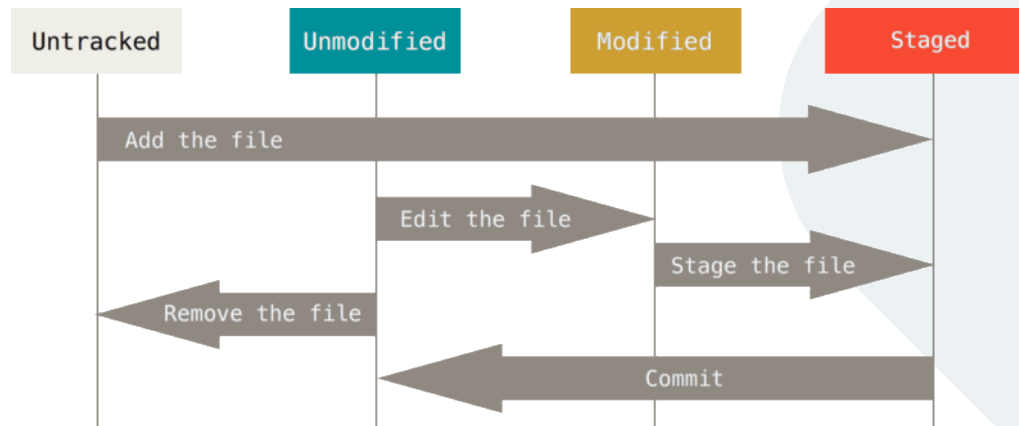 Untracked
Unmodified
Modified
Staged
Add the file
Edit the file
Stage the file
Remove the file
Commit